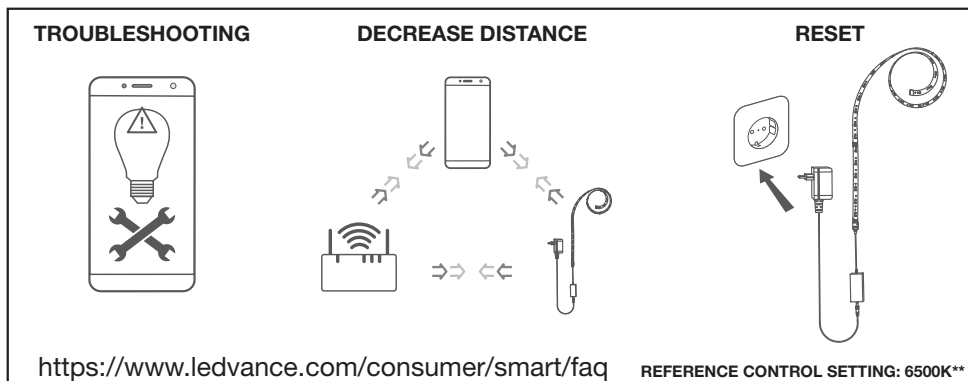 TROUBLESHOOTING
DECREASE DISTANCE
RESET
https://www.ledvance.com/consumer/smart/faq
REFERENCE CONTROL SETTING: 6500K**